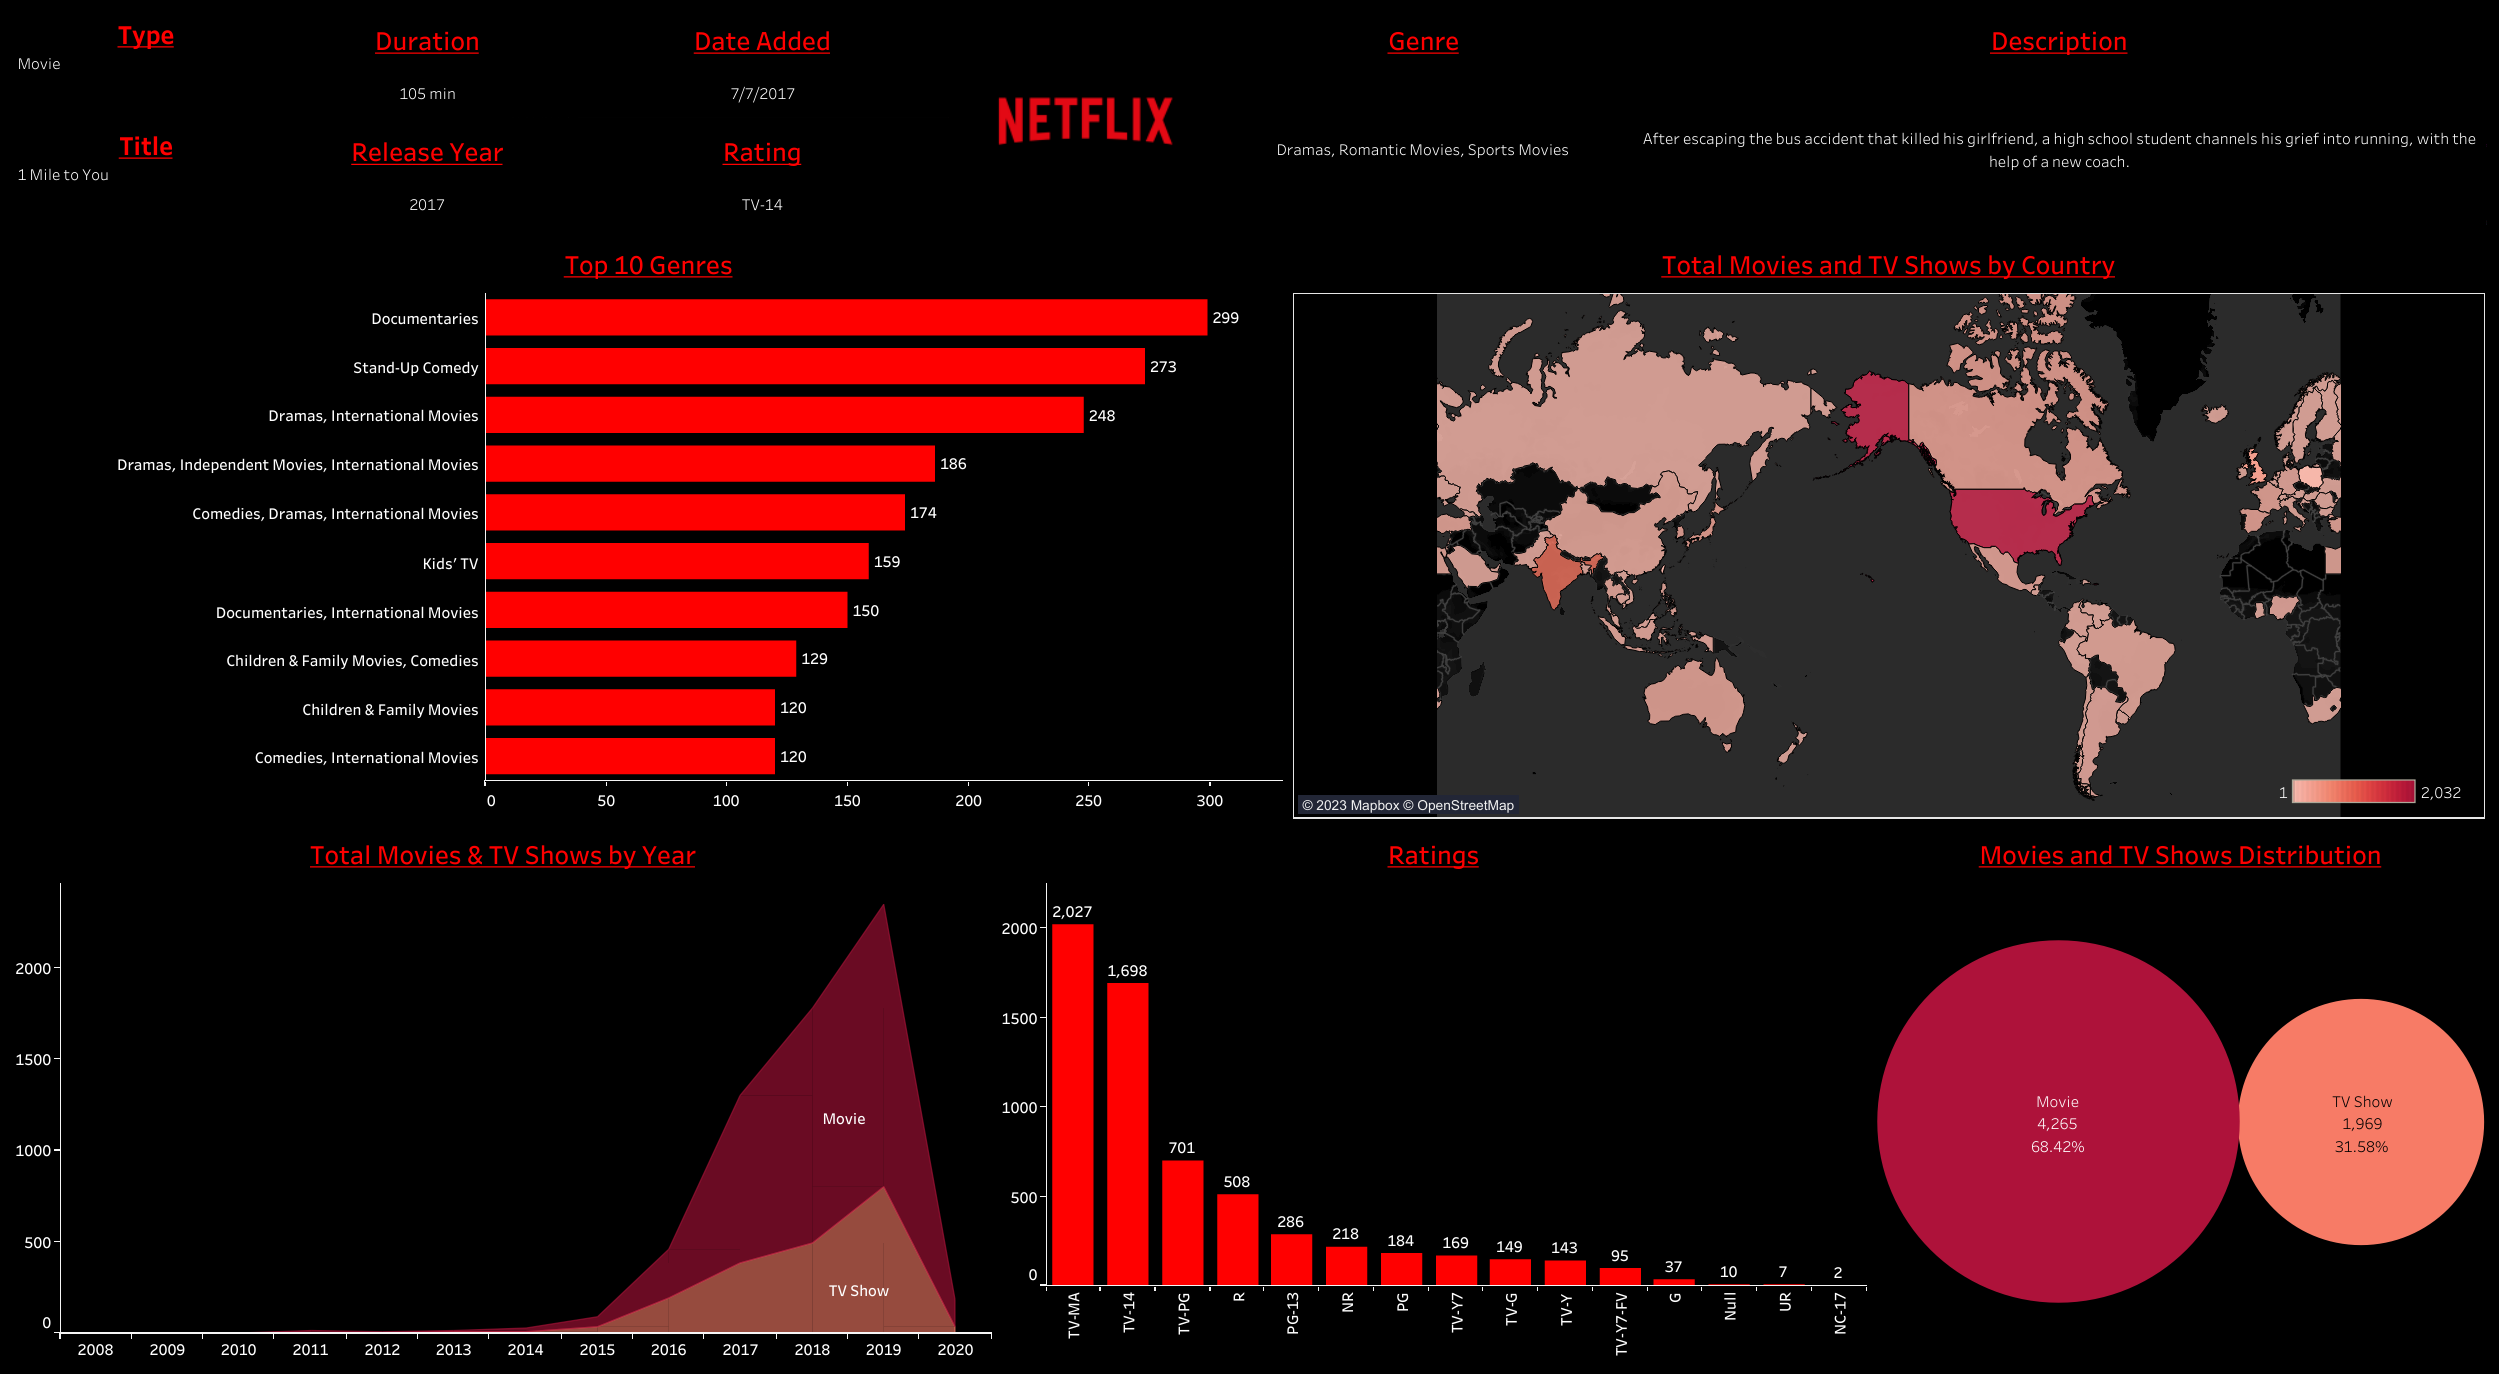 Type
Movie
Title
1 Mile to You
Duration
105 min
Release Year
2017
Date Added
7/7/2017
Rating
TV-14
NETFLIX
Genre
Dramas, Romantic Movies, Sports Movies
Description
After escaping the bus accident that killed his girlfriend, a high school student channels his grief into running, with the
help of a new coach.
Top 10 Genres
Documentaries 299
Stand-Up Comedy 273
Dramas, International Movies 248
Dramas, Independent Movies, International Movies 186
Comedies, Dramas, International Movies 174
Kids' TV 159
Documentaries, International Movies 150
Children & Family Movies, Comedies 129
Children & Family Movies 120
Comedies, International Movies 120
0 50 100 150 200 250 300
Total Movies and TV Shows by Country
© 2023 Mapbox © OpenStreetMap
1 2,032
Total Movies & TV Shows by Year
2000
1500
1000
500
0
Movie
TV Show
2008 2009 2010 2011 2012 2013 2014 2015 2016 2017 2018 2019 2020
Ratings
2000
1500
1000
500
0
2,027
1,698
701
508
286
218
184
169
149
143
95
37
10
7
2
TV-MA
TV-14
TV-PG
R
PG-13
NR
PG
TV-Y7
TV-G
TV-Y
TV-Y7-FV
G
Null
UR
NC-17
Movies and TV Shows Distribution
Movie
4,265
68.42%
TV Show
1,969
31.58%